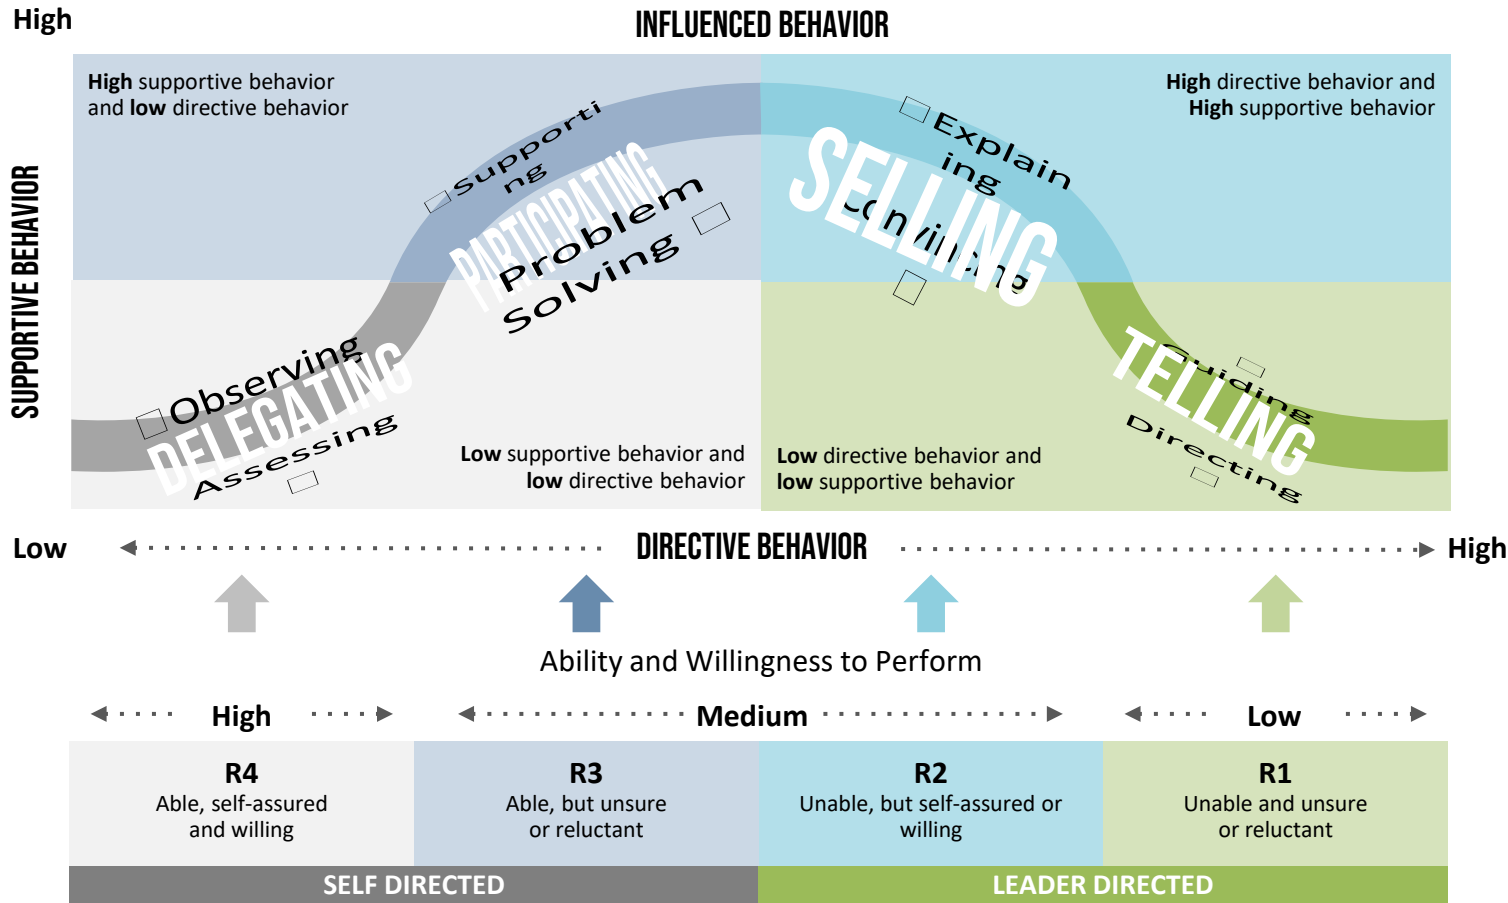 High
INFLUENCED BEHAVIOR
High supportive behavior
and low directive behavior
High directive behavior and
High supportive behavior
SUPPORTIVE BEHAVIOR
Supporti
ng
PARTICIPATING
Problem
Solving
Explain
ing
SELLING
Convincing
Observing
DELEGATING
Assessing
Guiding
TELLING
Directing
Low supportive behavior and
low directive behavior
Low directive behavior and
low supportive behavior
Low
DIRECTIVE BEHAVIOR
High
Ability and Willingness to Perform
High
Medium
Low
R4
Able, self-assured
and willing
R3
Able, but unsure
or reluctant
R2
Unable, but self-assured or
willing
R1
Unable and unsure
or reluctant
SELF DIRECTED
LEADER DIRECTED